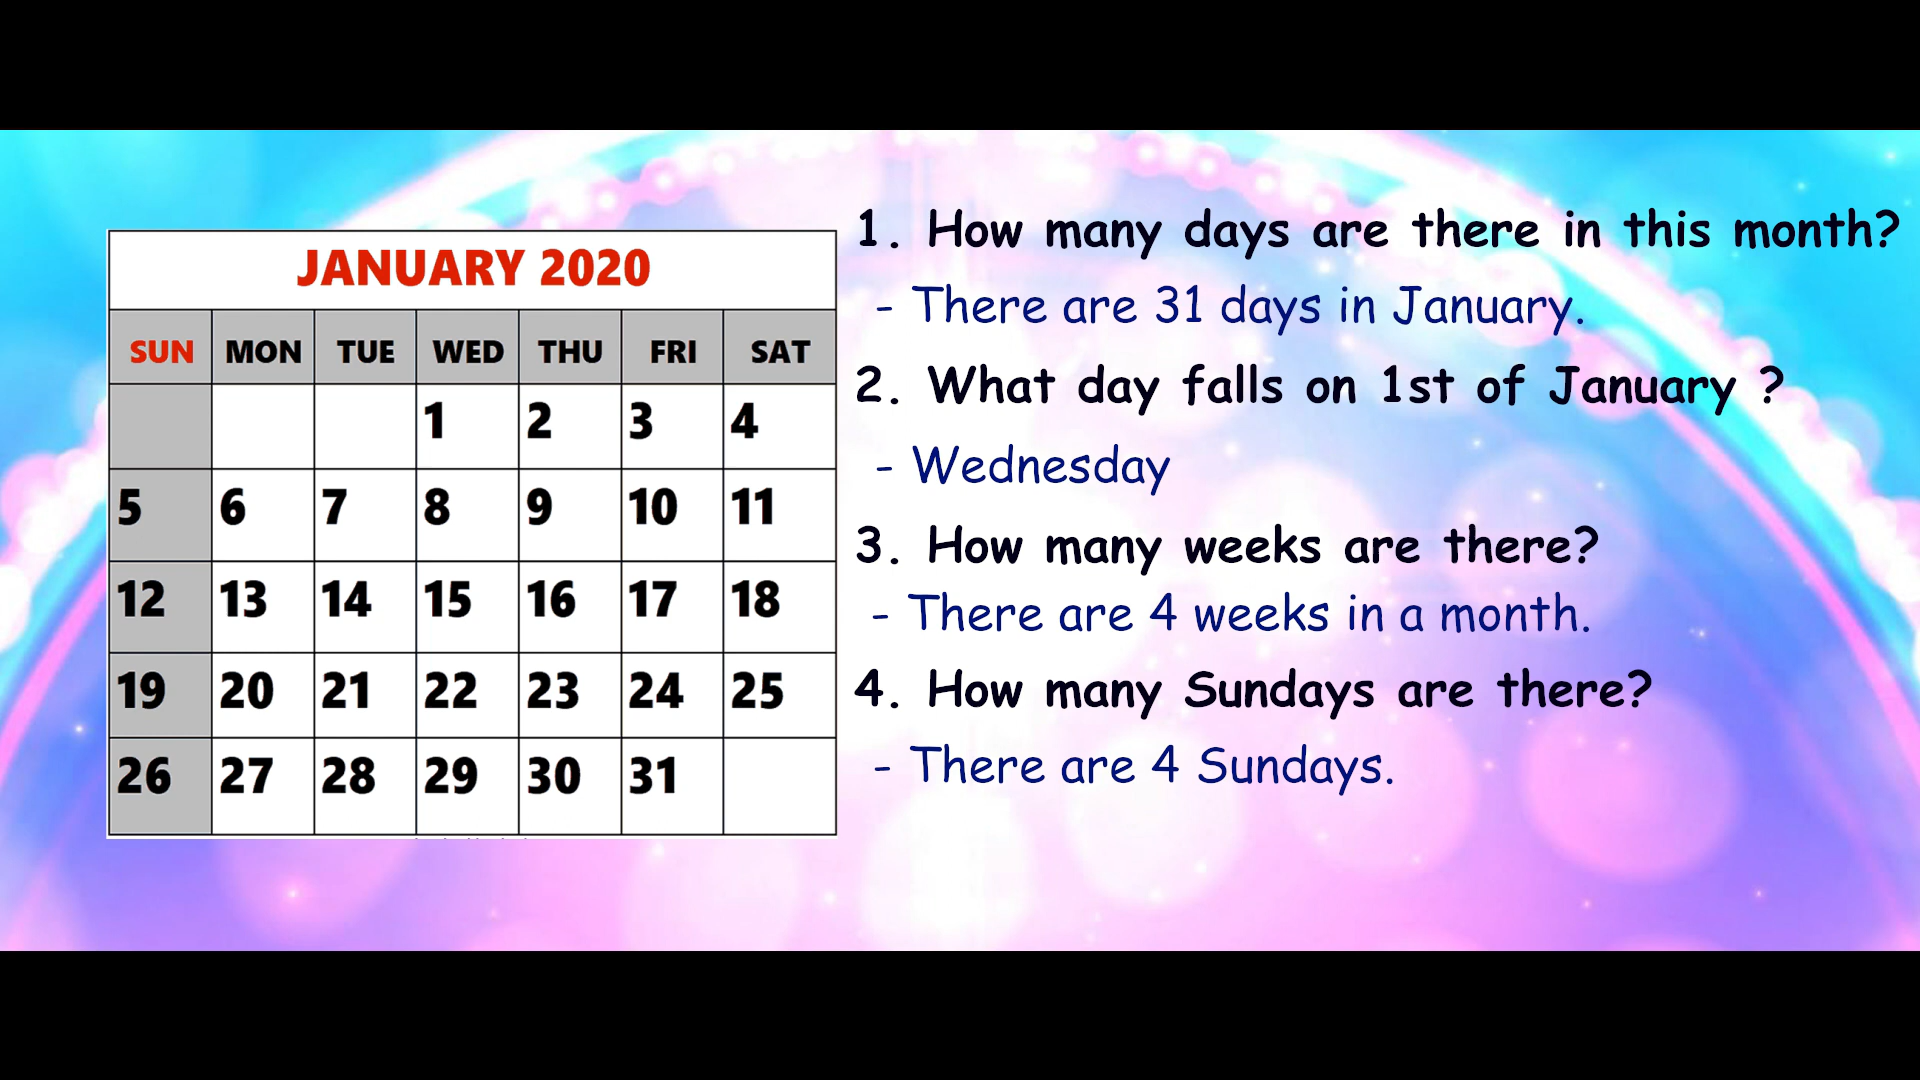 JANUARY 2020
SUN MON TUE WED THU FRI SAT
1 2 3 4
5 6 7 8 9 10 11
12 13 14 15 16 17 18
19 20 21 22 23 24 25
26 27 28 29 30 31
1. How many days are there in this month?
- There are 31 days in January.
2. What day falls on 1st of January ?
- Wednesday
3. How many weeks are there?
- There are 4 weeks in a month.
4. How many Sundays are there?
- There are 4 Sundays.